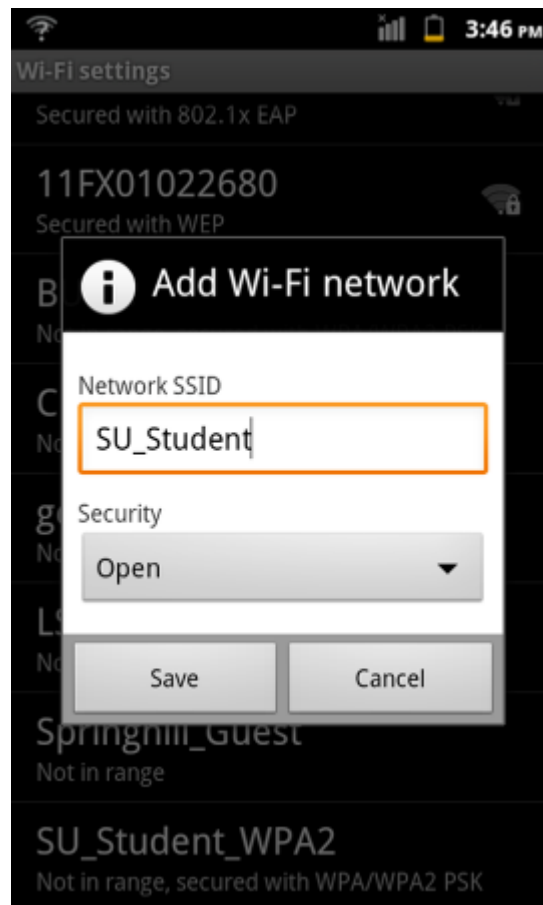 3:46 PM
Wi-Fi settings
Secured with 802.1x EAP
11FX01022680
Secured with WEP
Add Wi-Fi network
Network SSID
SU_Student
Security
Open
Save
Cancel
Springhill_Guest
Not in range
SU_Student_WPA2
Not in range, secured with WPA/WPA2 PSK